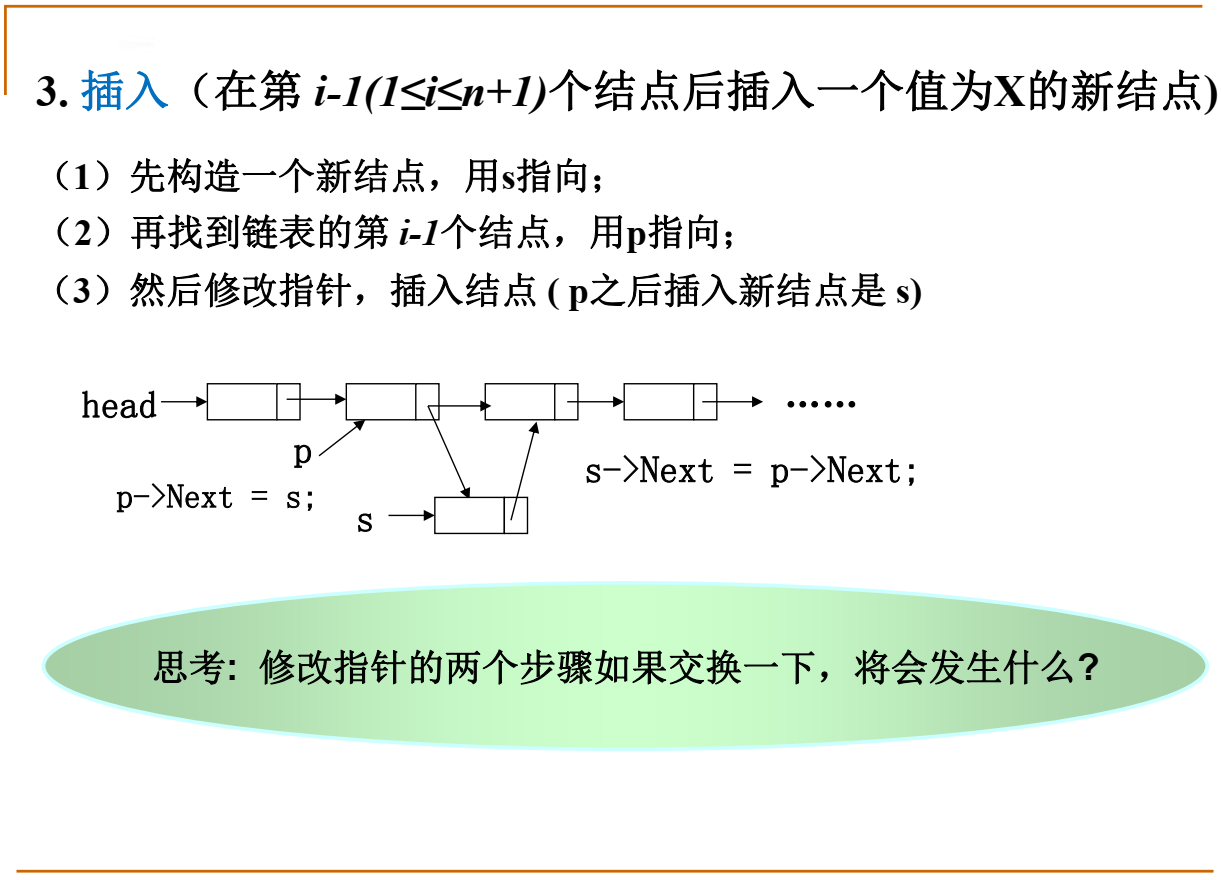 3. 插入（在第 i-1(1≤i≤n+1)个结点后插入一个值为X的新结点)
（1）先构造一个新结点，用s指向；
（2）再找到链表的第 i-1个结点，用p指向；
（3）然后修改指针，插入结点 ( p之后插入新结点是 s)
head
……
p
s->Next = p->Next;
p->Next = s;
s
思考: 修改指针的两个步骤如果交换一下，将会发生什么?